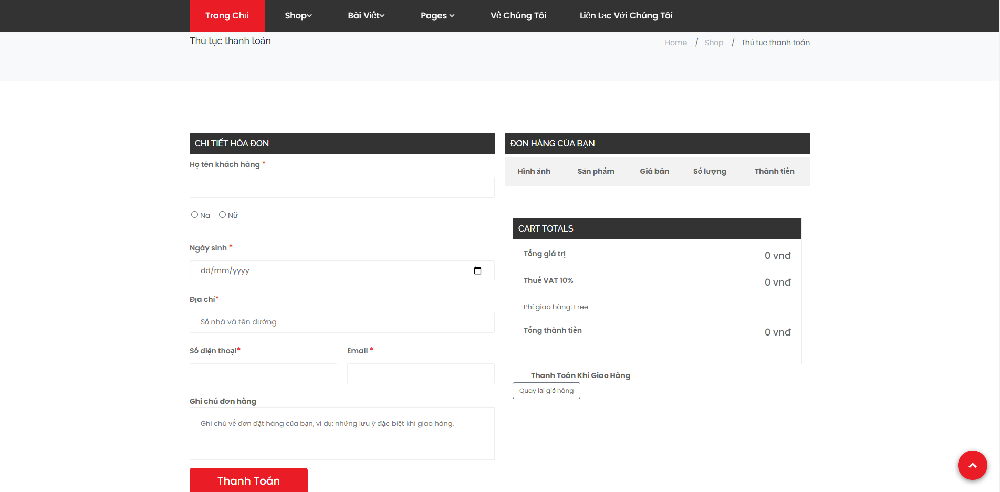 Trang Chủ Shop Bài Viết Pages Về Chúng Tôi Liện Lạc Với Chúng Tôi
Thủ tục thanh toán
Home / Shop / Thủ tục thanh toán
CHI TIẾT HÓA ĐƠN
Họ tên khách hàng *
Na Nữ
Ngày sinh *
dd/mm/yyyy
Địa chỉ*
Số nhà và tên đường
Số điện thoại* Email *
Ghi chú đơn hàng
Ghi chú về đơn đặt hàng của bạn, ví dụ: những lưu ý đặc biệt khi giao hàng.
Thanh Toán
ĐƠN HÀNG CỦA BẠN
Hình ảnh Sản phẩm Giá bán Số lượng Thành tiền
CART TOTALS
Tổng giá trị 0 vnđ
Thuế VAT 10% 0 vnđ
Phí giao hàng: Free
Tổng thành tiền 0 vnđ
Thanh Toán Khi Giao Hàng
Quay lại giỏ hàng